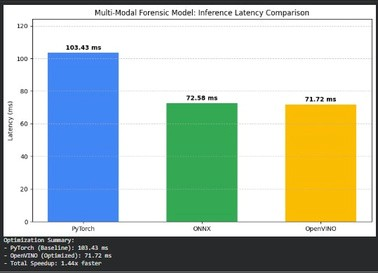 Multi-Modal Forensic Model: Inference Latency Comparison
Latency (ms)
120
100
80
60
40
20
0
103.43 ms
72.58 ms
71.72 ms
PyTorch
ONNX
OpenVINO
Optimization Summary:
- PyTorch (Baseline): 103.43 ms
- OpenVINO (Optimized): 71.72 ms
- Total Speedup: 1.44x faster